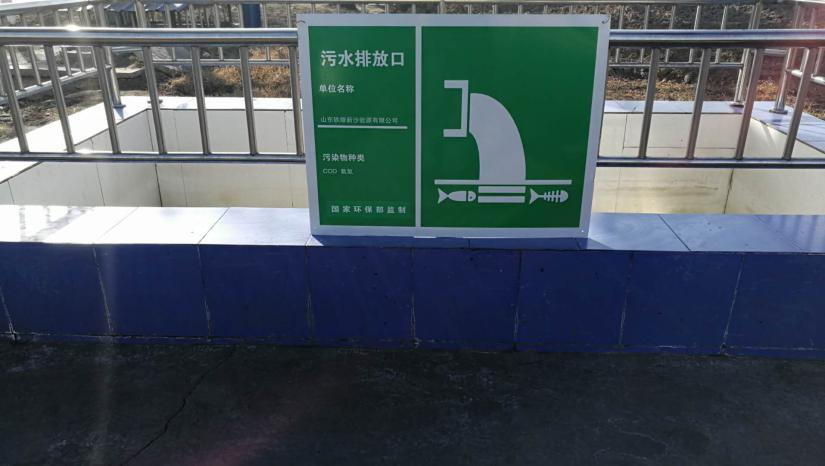 污水排放口
单位名称
山东铁雄新沙能源有限公司
污染物种类
COD 氨氮
国家环保部监制